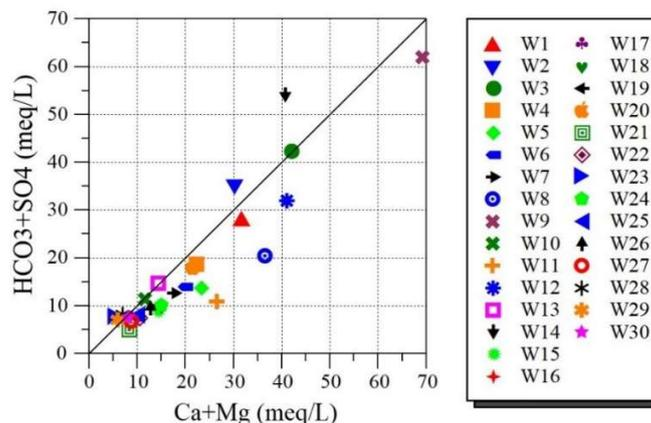 70
60
50
40
30
20
10
0
HCO3+SO4 (meq/L)
0 10 20 30 40 50 60 70
Ca+Mg (meq/L)
W1 W17
W2 W18
W3 W19
W4 W20
W5 W21
W6 W22
W7 W23
W8 W24
W9 W25
W10 W26
W11 W27
W12 W28
W13 W29
W14 W30
W15
W16